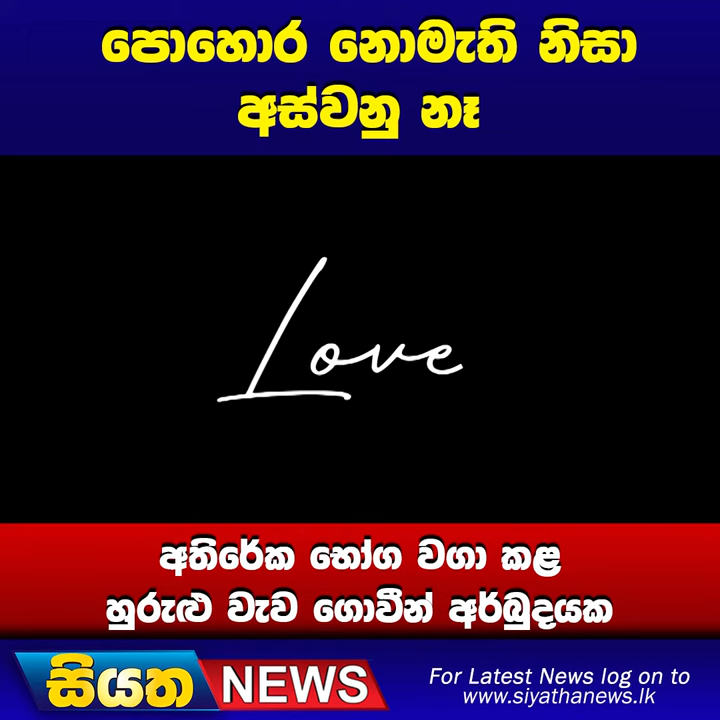 පොහොර නොමැති නිසා
අස්වනු නෑ
Love
අතිරේක භෝග වගා කළ
හුරුළු වැව ගොවීන් අර්බුදයක
සියත NEWS
For Latest News log on to
www.siyathanews.lk